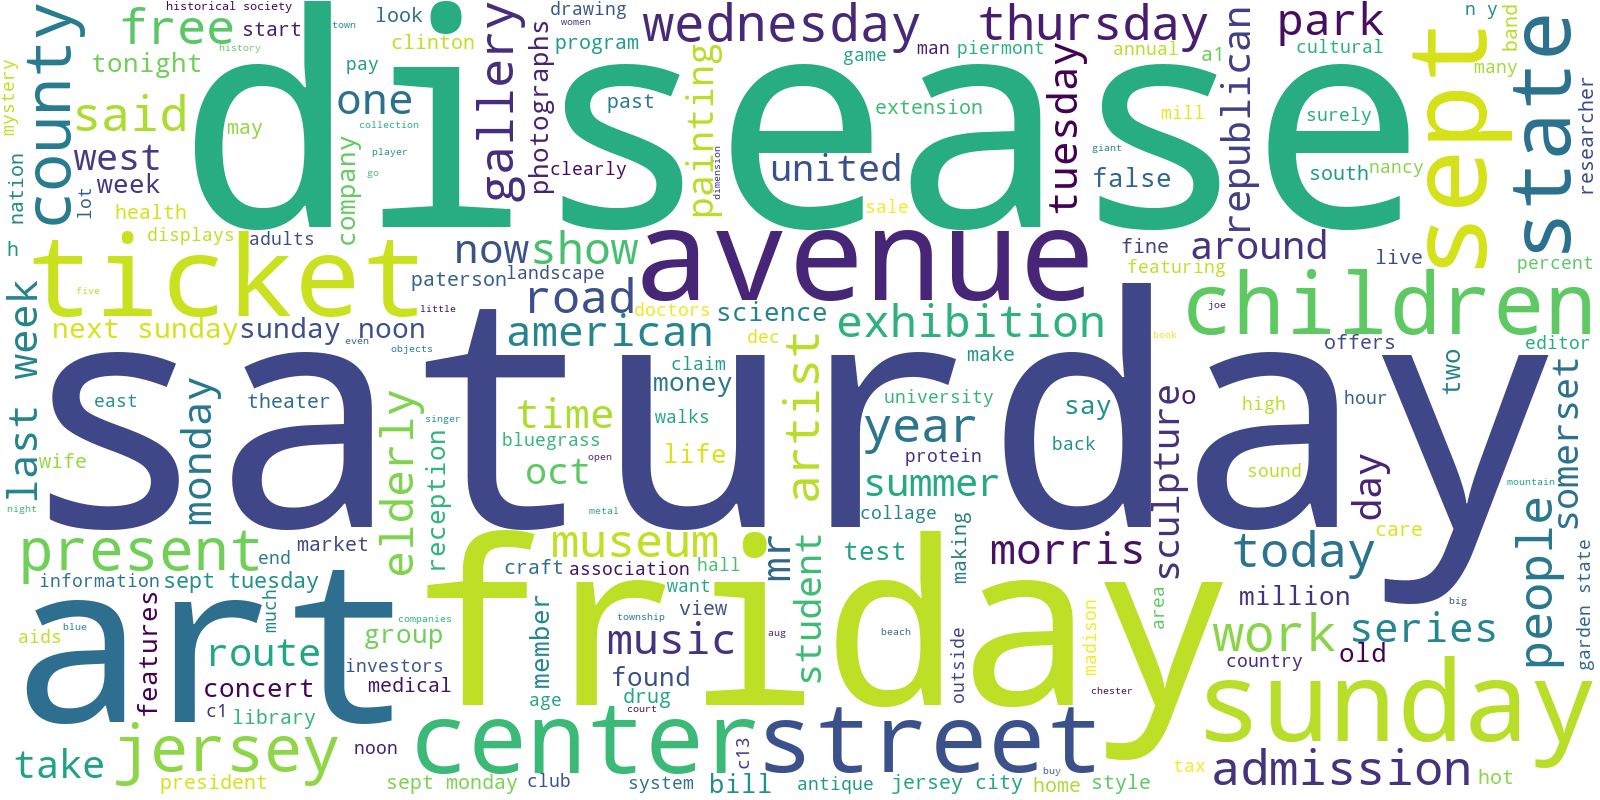 disease
saturday
friday
art
avenue
ticket
sept
state
children
sunday
street
center
jersey
county
present
gallery
wednesday
thursday
park
free
said
west
week
tonight
historical society
start
look
clinton
drawing
women
program
town
history
pay
one
may
company
collection
player
go
photographs
past
clearly
painting
dimension
united
game
man
piermont
extension
sale
tuesday
annual
a1
mill
giant
false
republican
cultural
surely
south
nancy
n y
band
many
researcher
mystery
nation
lot
health
displays
adults
h
now
show
paterson
landscape
road
little
doctors
science
american
exhibition
dec
fine
around
featuring
live
percent
joe
book
offers
editor
five
next sunday
sunday noon
even
objects
last week
east
monday
theater
elderly
singer
time
bluegrass
reception
oct
open
metal
claim
money
walks
life
artist
make
university
year
protein
summer
collage
say
back
sculpture
o
high
sound
hour
day
two
somerset
mountain
care
people
wife
night
end
market
museum
craft
association
hall
want
mr
test
student
making
morris
today
area
million
information
sept tuesday
much
aids
blue
features
route
companies
group
investors
concert
medical
c1
library
member
age
township
view
music
aug
found
drug
court
beach
outside
madison
chester
work
series
big
old
country
garden state
take
noon
president
sept monday
club
system
bill
c13
antique
jersey city
buy
home
style
tax
admission
hot